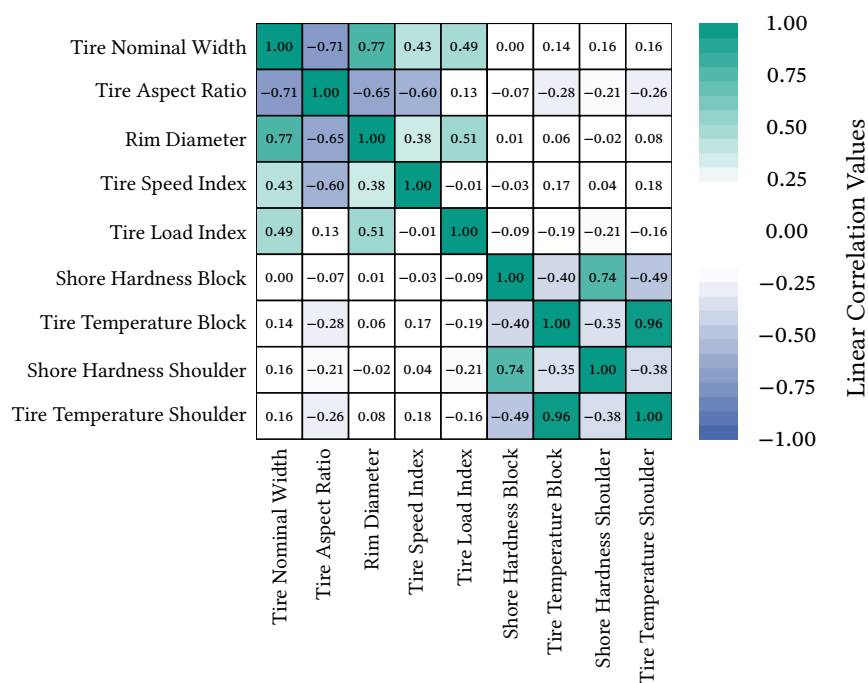 Tire Nominal Width 1.00 −0.71 0.77 0.43 0.49 0.00 0.14 0.16 0.16
Tire Aspect Ratio −0.71 1.00 −0.65 −0.60 0.13 −0.07 −0.28 −0.21 −0.26
Rim Diameter 0.77 −0.65 1.00 0.38 0.51 0.01 0.06 −0.02 0.08
Tire Speed Index 0.43 −0.60 0.38 1.00 −0.01 −0.03 0.17 0.04 0.18
Tire Load Index 0.49 0.13 0.51 −0.01 1.00 −0.09 −0.19 −0.21 −0.16
Shore Hardness Block 0.00 −0.07 0.01 −0.03 −0.09 1.00 −0.40 0.74 −0.49
Tire Temperature Block 0.14 −0.28 0.06 0.17 −0.19 −0.40 1.00 −0.35 0.96
Shore Hardness Shoulder 0.16 −0.21 −0.02 0.04 −0.21 0.74 −0.35 1.00 −0.38
Tire Temperature Shoulder 0.16 −0.26 0.08 0.18 −0.16 −0.49 0.96 −0.38 1.00
Tire Nominal Width
Tire Aspect Ratio
Rim Diameter
Tire Speed Index
Tire Load Index
Shore Hardness Block
Tire Temperature Block
Shore Hardness Shoulder
Tire Temperature Shoulder
1.00
0.75
0.50
0.25
0.00
−0.25
−0.50
−0.75
−1.00
Linear Correlation Values